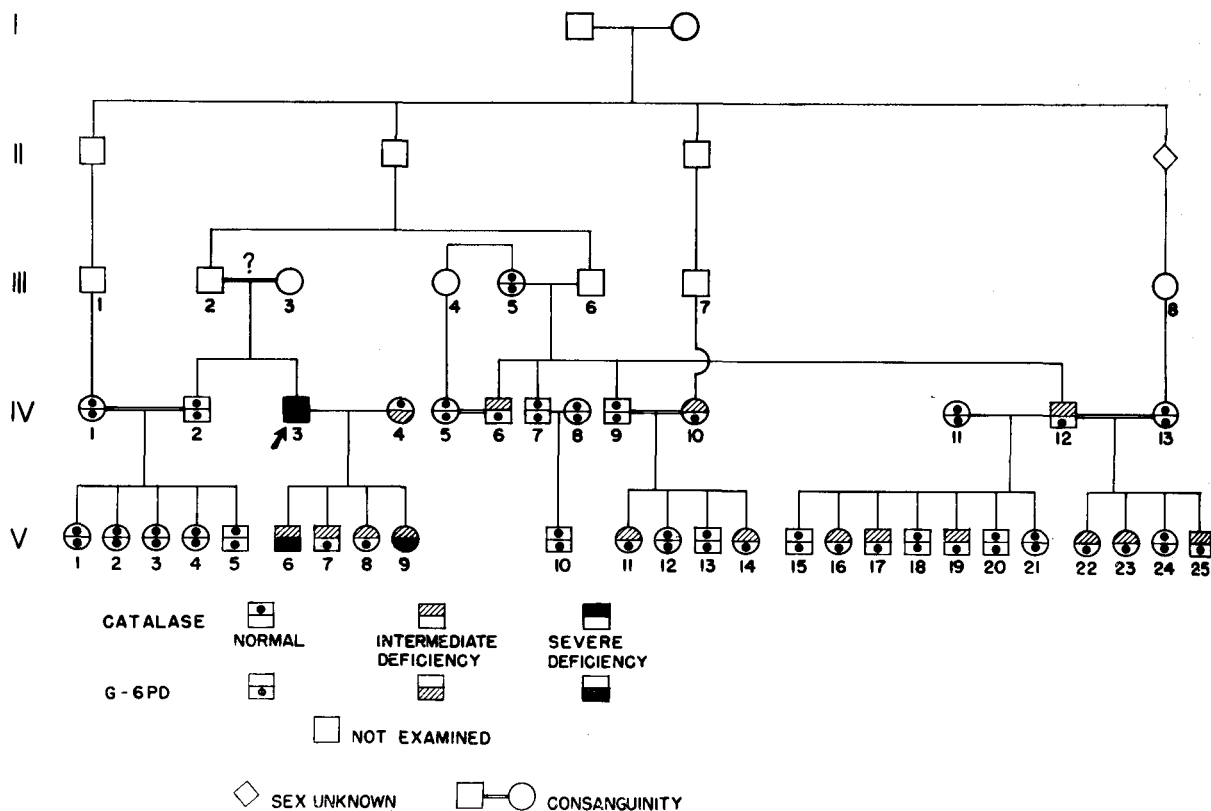 I
II
?
III
1 2 3 4 5 6 7 8
IV
1 2 3 4 5 6 7 8 9 10 11 12 13
V
1 2 3 4 5 6 7 8 9 10 11 12 13 14 15 16 17 18 19 20 21 22 23 24 25
CATALASE
NORMAL INTERMEDIATE SEVERE
DEFICIENCY DEFICIENCY
G-6PD
NOT EXAMINED
SEX UNKNOWN CONSANGUINITY